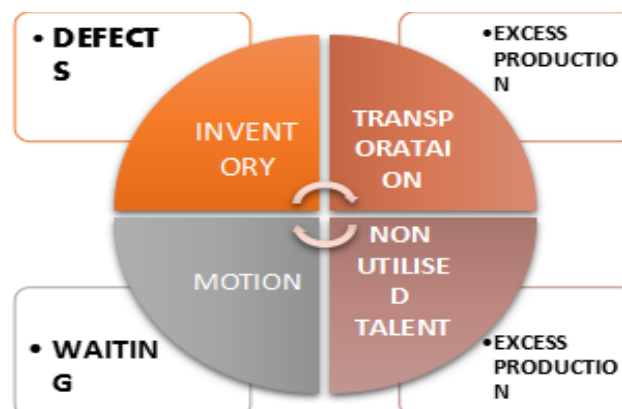 • DEFECT
S
•EXCESS
PRODUCTIO
N
INVENT
ORY
TRANSP
ORATAI
ON
MOTION
NON
UTILISE
D
TALENT
• WAITIN
G
•EXCESS
PRODUCTIO
N